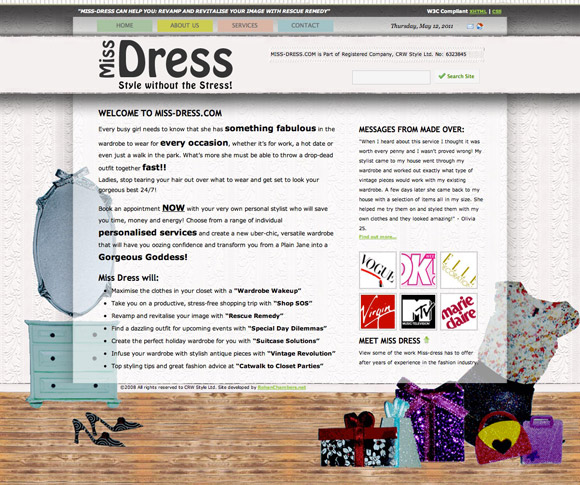 "MISS-DRESS CAN HELP YOU: REVAMP AND REVITALISE YOUR IMAGE WITH RESCUE REMEDY" W3C Compliant XHTML | CSS
HOME ABOUT US SERVICES CONTACT Thursday, May 12, 2011
Miss Dress
Style without the Stress!
MISS-DRESS.COM is Part of Registered Company, CRW Style Ltd. No: 6323845
Search Site
WELCOME TO MISS-DRESS.COM
Every busy girl needs to know that she has something fabulous in the
wardrobe to wear for every occasion, whether it's for work, a hot date or
even just a walk in the park. What's more she must be able to throw a drop-dead
outfit together fast!!
Ladies, stop tearing your hair out over what to wear and get set to look your
gorgeous best 24/7!
Book an appointment NOW with your very own personal stylist who will save
you time, money and energy! Choose from a range of individual
personalised services and create a new uber-chic, versatile wardrobe
that will have you oozing confidence and transform you from a Plain Jane into a
Gorgeous Goddess!
Miss Dress will:
• Maximise the clothes in your closet with a "Wardrobe Wakeup"
• Take you on a productive, stress-free shopping trip with "Shop SOS"
• Revamp and revitalise your image with "Rescue Remedy"
• Find a dazzling outfit for upcoming events with "Special Day Dilemmas"
• Create the perfect holiday wardrobe for you with "Suitcase Solutions"
• Infuse your wardrobe with stylish antique pieces with "Vintage Revolution"
• Top styling tips and great fashion advice at "Catwalk to Closet Parties"
MESSAGES FROM MADE OVER:
"When I heard about this service I thought it was
worth every penny and I wasn't proved wrong! My
stylist came to my house went through my
wardrobe and worked out exactly what type of
vintage pieces would work with my existing
wardrobe. A few days later she came back to my
house with a selection of items all in my size. She
helped me try them on and styled them with my
own clothes and they looked amazing!" - Olivia
25,
Find out more...
VOGUE OK! ELLE
DECORATION
Virgin MTV
MUSIC TELEVISION marie
claire
MEET MISS DRESS
View some of the work Miss-dress has to offer
after years of experience in the fashion industry
©2008 All rights reserved to CRW Style Ltd. Site developed by RohanChambers.net